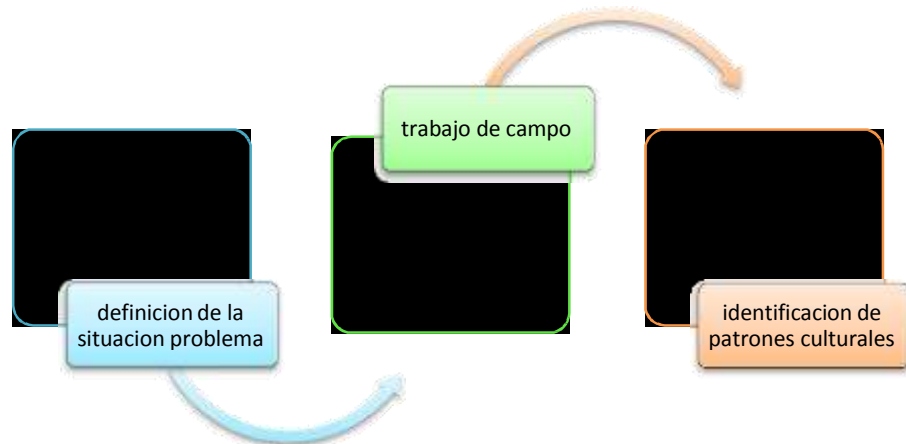 definicion de la
situacion problema
trabajo de campo
identificacion de
patrones culturales